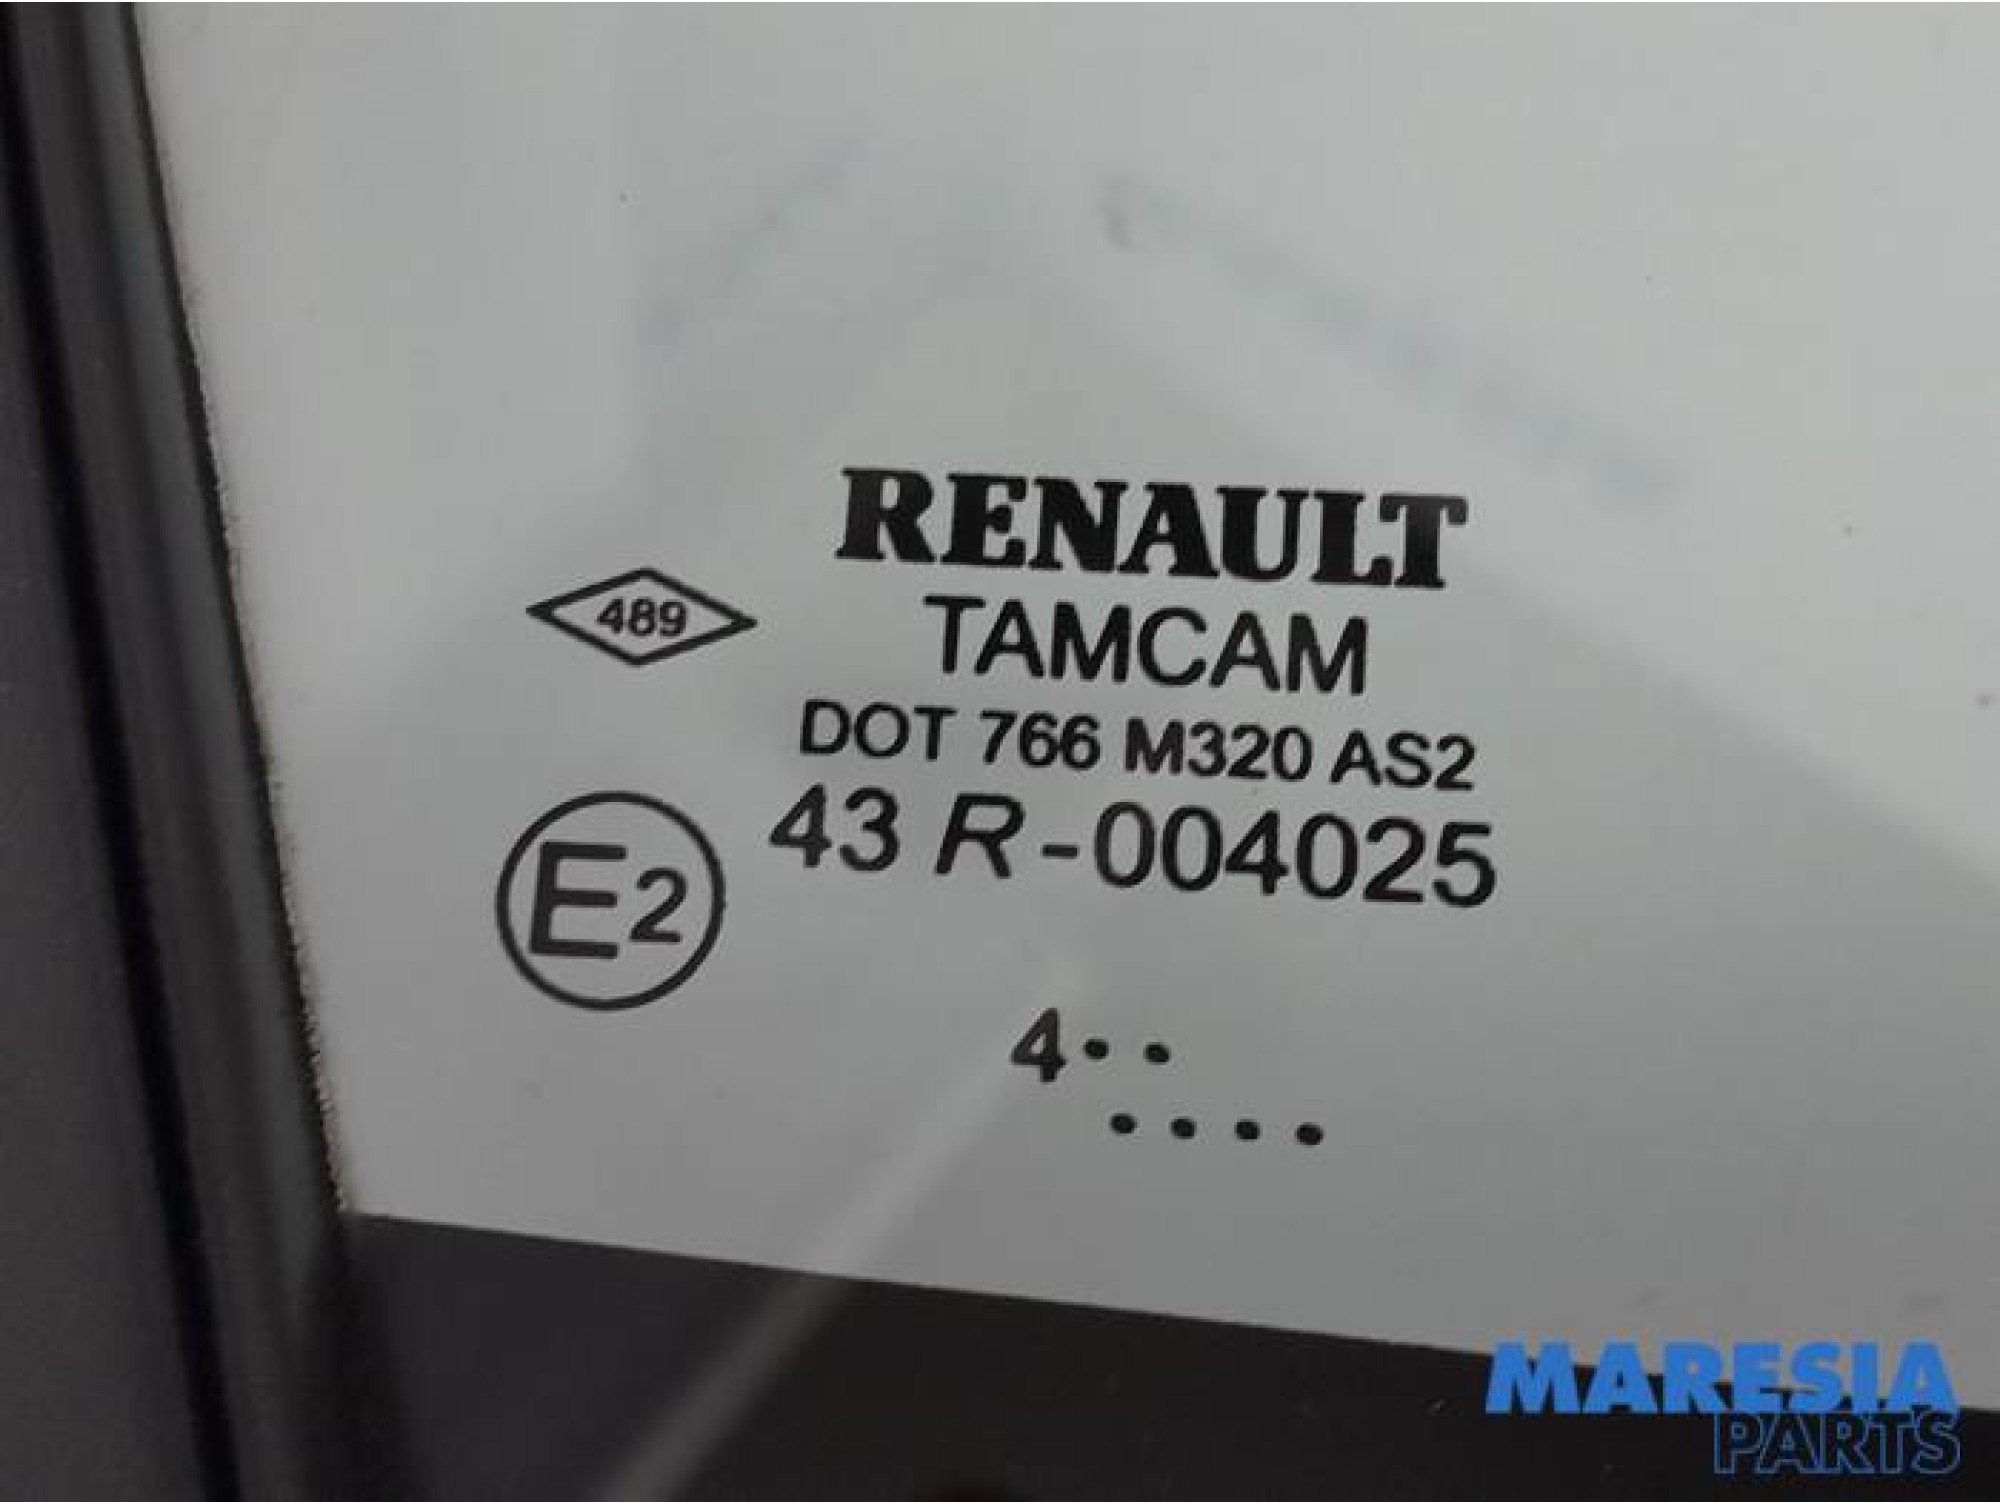 RENAULT
489
TAMCAM
DOT 766 M320 AS2
43 R-004025
E2
4 . .
. . . .
MARESIA
PARTS